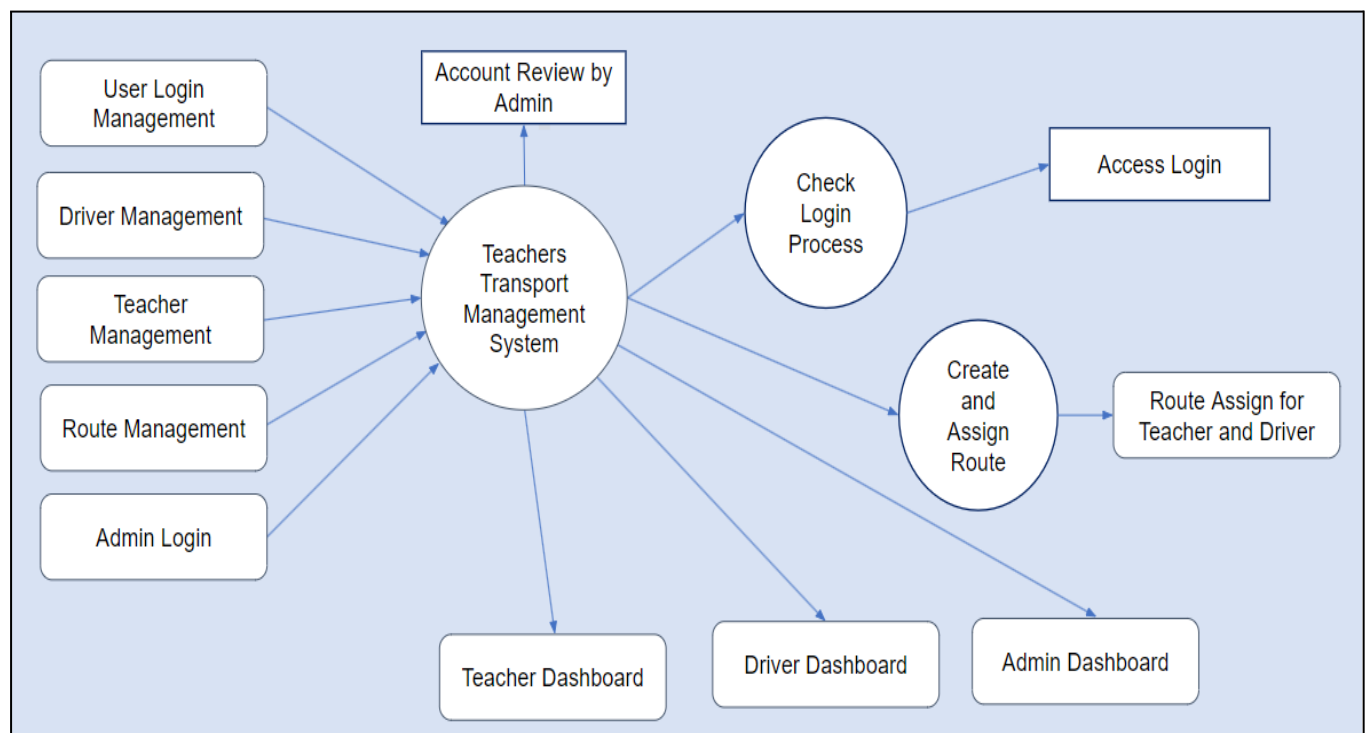 User Login
Management
Driver Management
Teacher
Management
Route Management
Admin Login
Account Review by
Admin
Teachers
Transport
Management
System
Check
Login
Process
Access Login
Create
and
Assign
Route
Route Assign for
Teacher and Driver
Teacher Dashboard
Driver Dashboard
Admin Dashboard